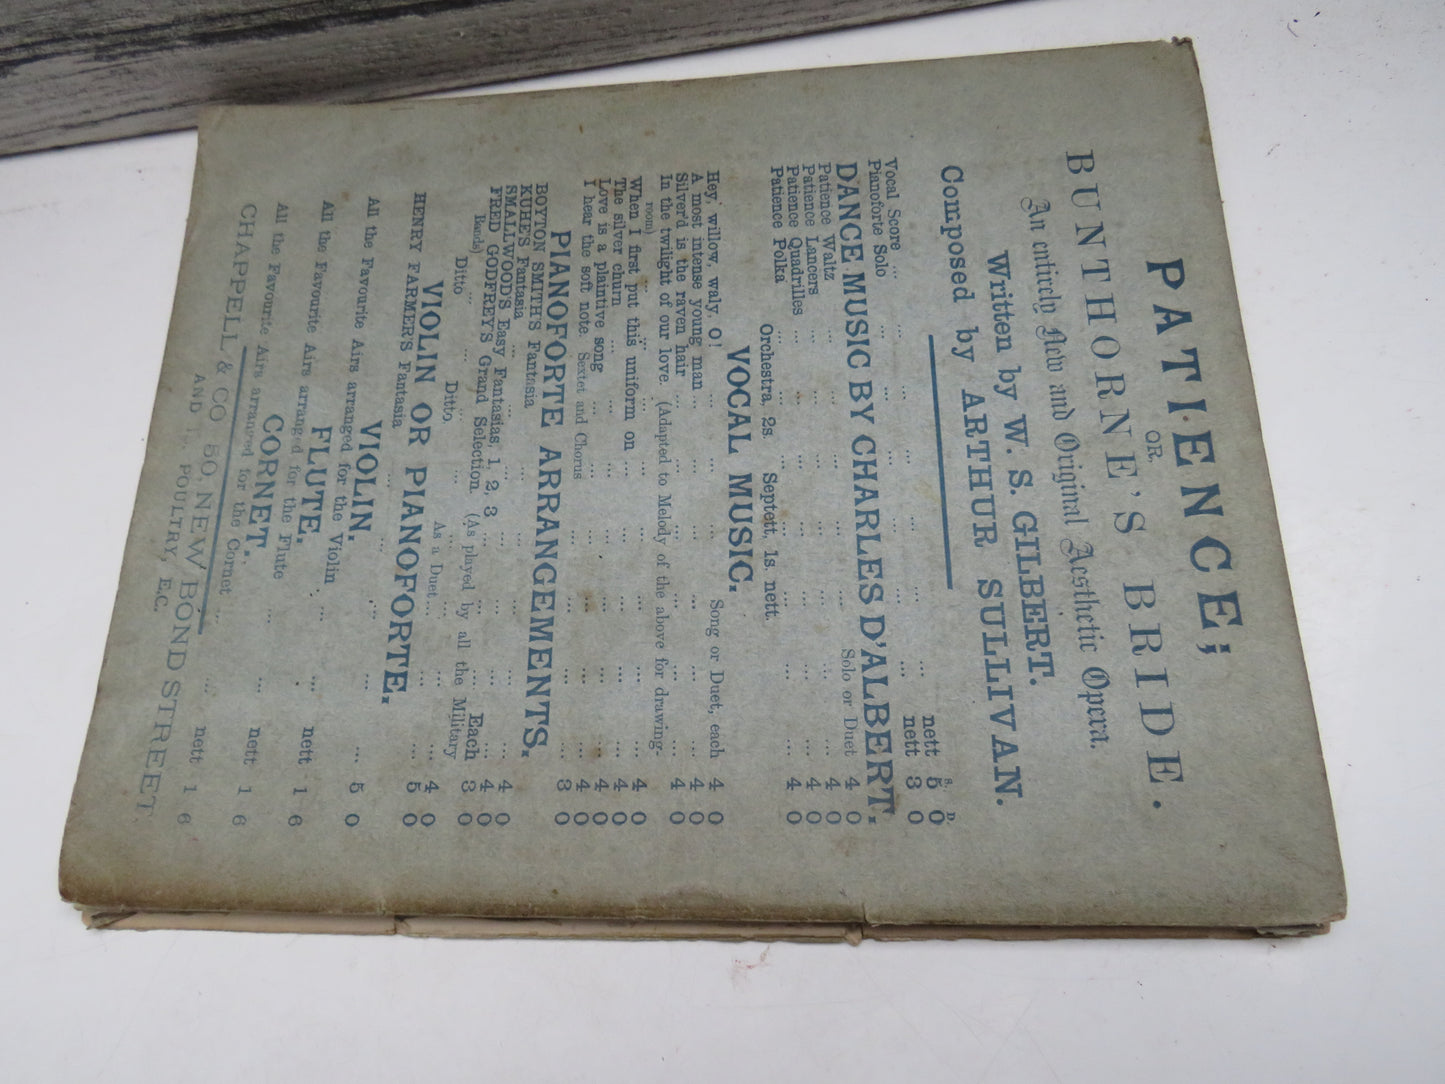 PATIENCE;
OR,
BUNTHORNE'S BRIDE.
An entirely New and Original Aesthetic Opera.
Written by W. S. GILBERT.
Composed by ARTHUR SULLIVAN.
S. D.
Vocal Score ... ... ... ... ... nett 5 0
Pianoforte Solo ... ... ... ... ... nett 3 0
DANCE MUSIC BY CHARLES D'ALBERT.
Patience Waltz ... ... ... ... Solo or Duet 4 0
Patience Lancers ... ... ... ... ... 4 0
Patience Quadrilles ... ... ... ... ... ... 4 0
Patience Polka ... ... ... ... ... 4 0
Orchestra, 2s. Septett, 1s. nett.
VOCAL MUSIC.
Hey, willow, waly, O! ... ... Song or Duet, each 4 0
A most intense young man ... ... ... ... ... 4 0
Silver'd is the raven hair ... ... ... ... ... 4 0
In the twilight of our love. (Adapted to Melody of the above for drawing-
room) ... ... ... ... ... ... 4 0
When I first put this uniform on ... ... ... ... 4 0
The silver churn ... ... ... ... ... 4 0
Love is a plaintive song ... ... ... ... ... 4 0
I hear the soft note Sextet and Chorus ... ... ... 3 0
PIANOFORTE ARRANGEMENTS.
BOYTON SMITH'S Fantasia ... ... ... ... 4 0
KUHE'S Fantasia ... ... ... ... ... 4 0
SMALLWOOD'S Easy Fantasias, 1, 2, 3 ... ... Each 3 0
FRED GODFREY'S Grand Selection. (As played by all the Military
Bands) ... ... ... ... ... ... 4 0
Ditto Ditto As a Duet ... ... 5 0
VIOLIN OR PIANOFORTE.
HENRY FARMER'S Fantasia ... ... ... ... ... 5 0
VIOLIN.
All the Favourite Airs arranged for the Violin ... ... nett 1 6
FLUTE.
All the Favourite Airs arranged for the Flute ... ... nett 1 6
CORNET.
All the Favourite Airs arranged for the Cornet ... ... nett 1 6
CHAPPELL & CO 50, NEW BOND STREET.
AND POULTRY, E.C.